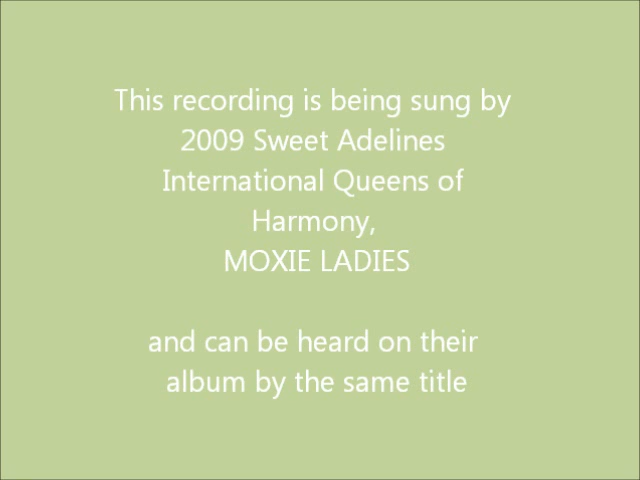 This recording is being sung by
2009 Sweet Adelines
International Queens of
Harmony,
MOXIE LADIES
and can be heard on their
album by the same title